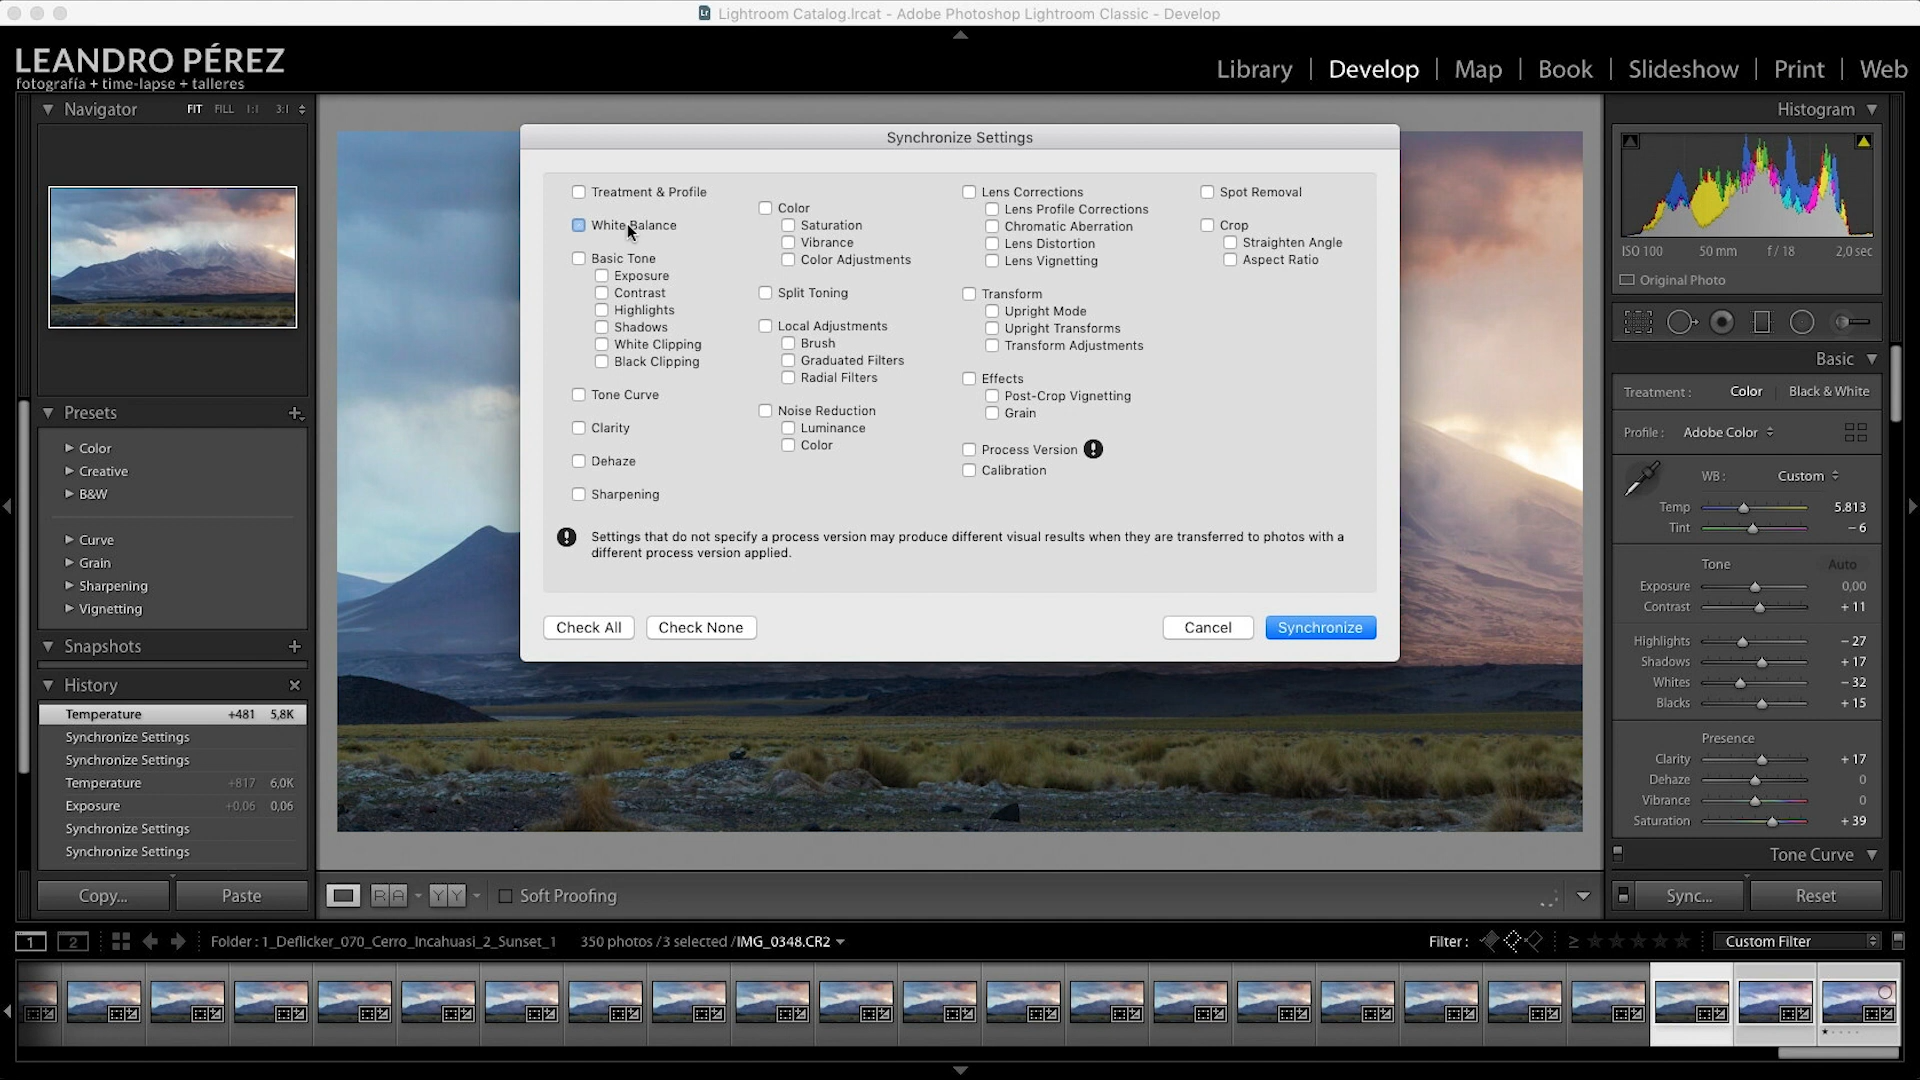 Lightroom Catalog.lrcat - Adobe Photoshop Lightroom Classic - Develop
LEANDRO PÉREZ
fotografía + time-lapse + talleres
Library | Develop | Map | Book | Slideshow | Print | Web
Navigator FIT FILL 1:1 3:1
Presets
Color
Creative
B&W
Curve
Grain
Sharpening
Vignetting
Snapshots
History
Temperature +481 5,8K
Synchronize Settings
Synchronize Settings
Temperature +817 6,0K
Exposure +0,06 0,06
Synchronize Settings
Synchronize Settings
Copy... Paste
Synchronize Settings
Treatment & Profile
White Balance
Basic Tone
Exposure
Contrast
Highlights
Shadows
White Clipping
Black Clipping
Tone Curve
Clarity
Dehaze
Sharpening
Color
Saturation
Vibrance
Color Adjustments
Split Toning
Local Adjustments
Brush
Graduated Filters
Radial Filters
Noise Reduction
Luminance
Color
Lens Corrections
Lens Profile Corrections
Chromatic Aberration
Lens Distortion
Lens Vignetting
Transform
Upright Mode
Upright Transforms
Transform Adjustments
Effects
Post-Crop Vignetting
Grain
Process Version
Calibration
Spot Removal
Crop
Straighten Angle
Aspect Ratio
Settings that do not specify a process version may produce different visual results when they are transferred to photos with a
different process version applied.
Check All Check None Cancel Synchronize
Soft Proofing
Histogram
ISO 100 50 mm f / 18 2,0 sec
Original Photo
Basic
Treatment : Color | Black & White
Profile : Adobe Color
WB : Custom
Temp 5.813
Tint − 6
Tone Auto
Exposure 0,00
Contrast + 11
Highlights − 27
Shadows + 17
Whites − 32
Blacks + 15
Presence
Clarity + 17
Dehaze 0
Vibrance 0
Saturation + 39
Tone Curve
Sync... Reset
1 2 Folder : 1_Deflicker_070_Cerro_Incahuasi_2_Sunset_1 350 photos /3 selected /IMG_0348.CR2 Filter : Custom Filter